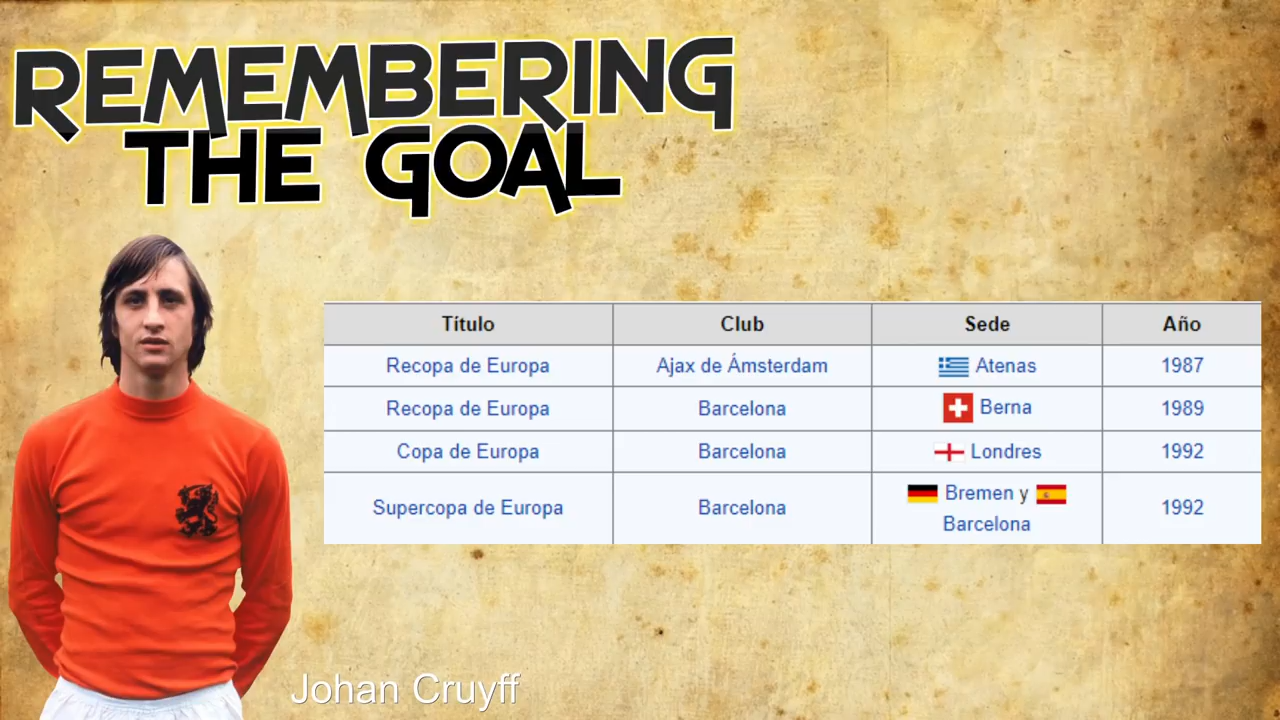 REMEMBERING
THE GOAL
Título Club Sede Año
Recopa de Europa Ajax de Ámsterdam Atenas 1987
Recopa de Europa Barcelona Berna 1989
Copa de Europa Barcelona Londres 1992
Supercopa de Europa Barcelona Bremen y Barcelona 1992
Johan Cruyff